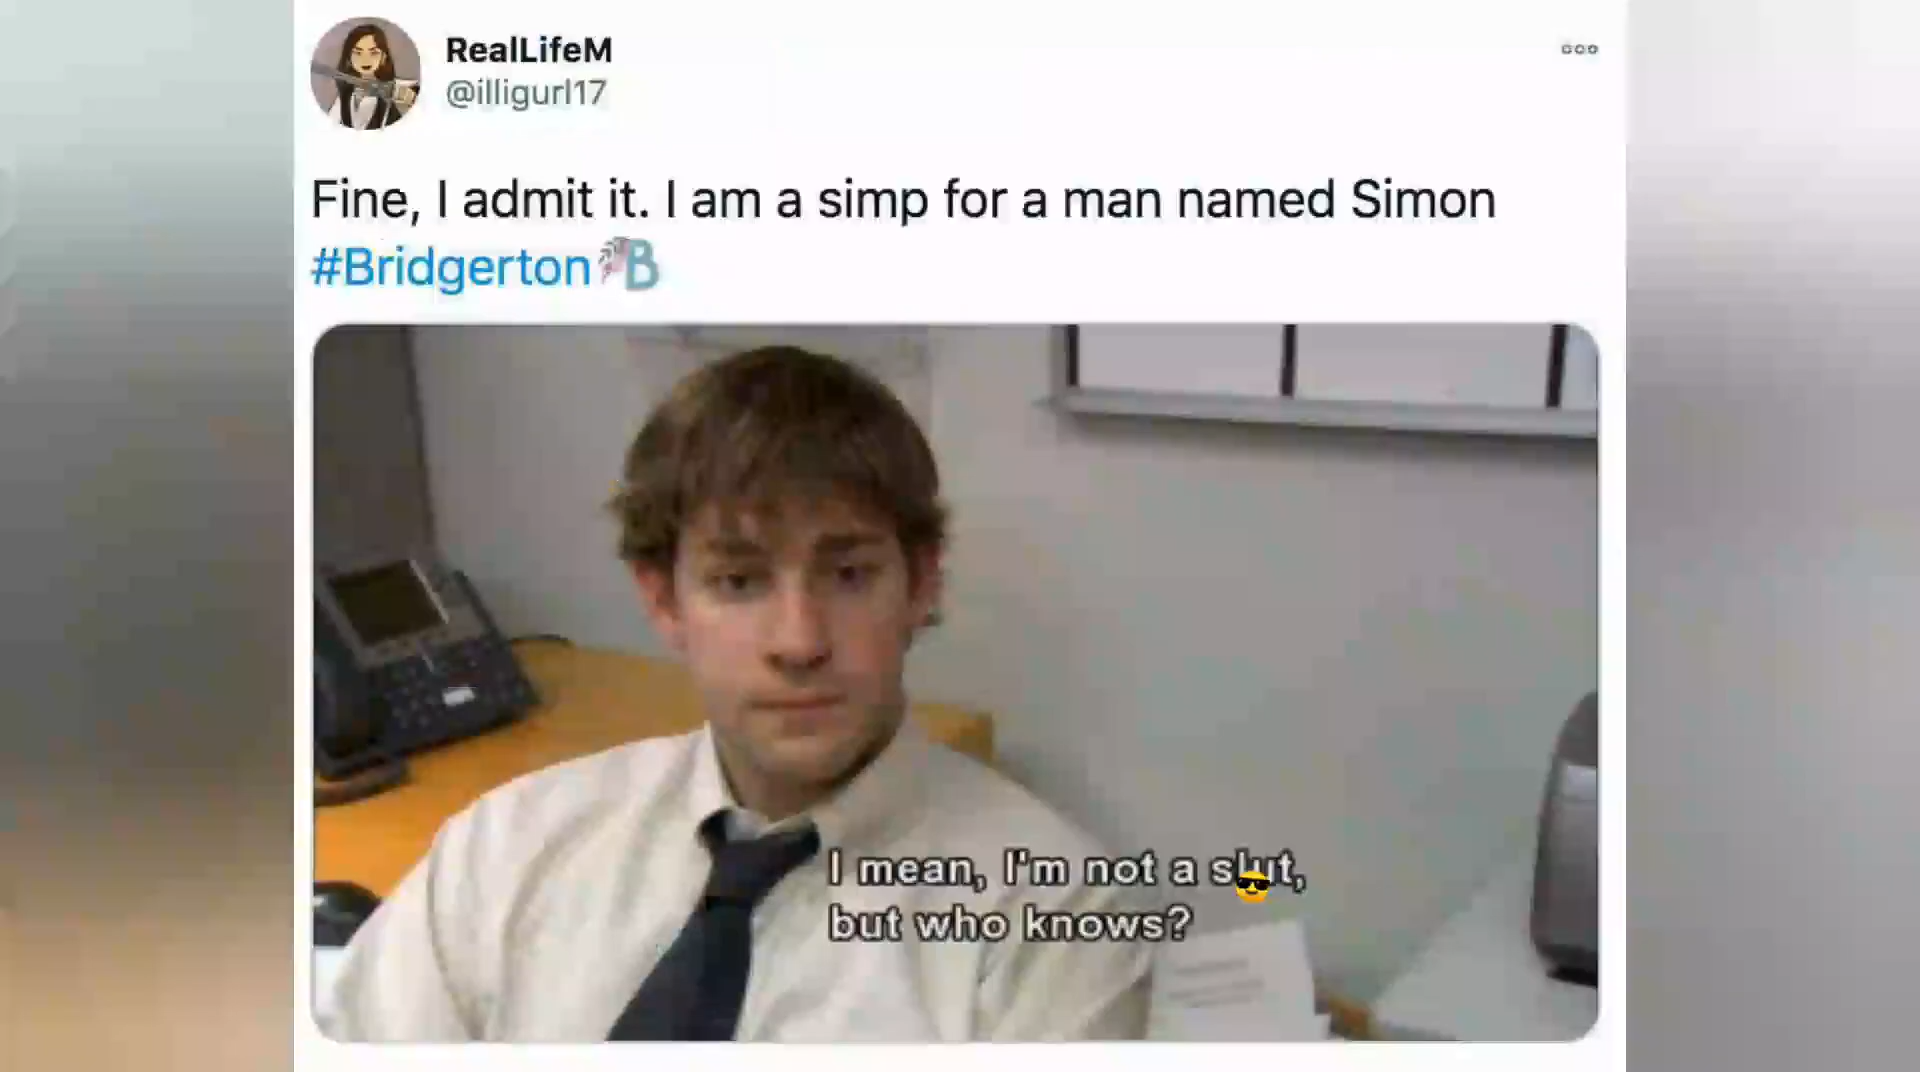 RealLifeM
@illigurl17
Fine, I admit it. I am a simp for a man named Simon
#Bridgerton B
I mean, I'm not a slut,
but who knows?